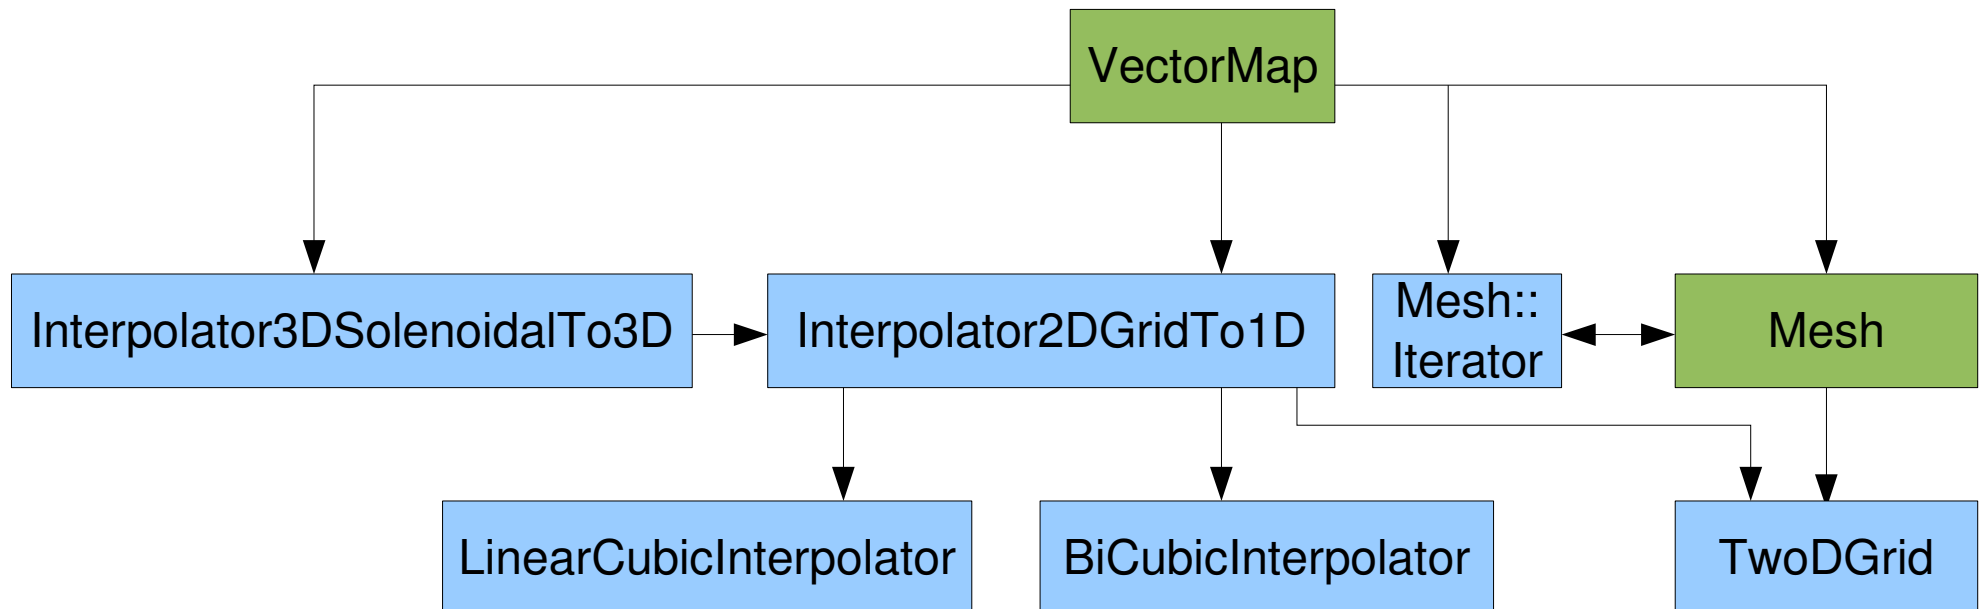 VectorMap
Interpolator3DSolenoidalTo3D
Interpolator2DGridTo1D
Mesh::
Iterator
Mesh
LinearCubicInterpolator
BiCubicInterpolator
TwoDGrid